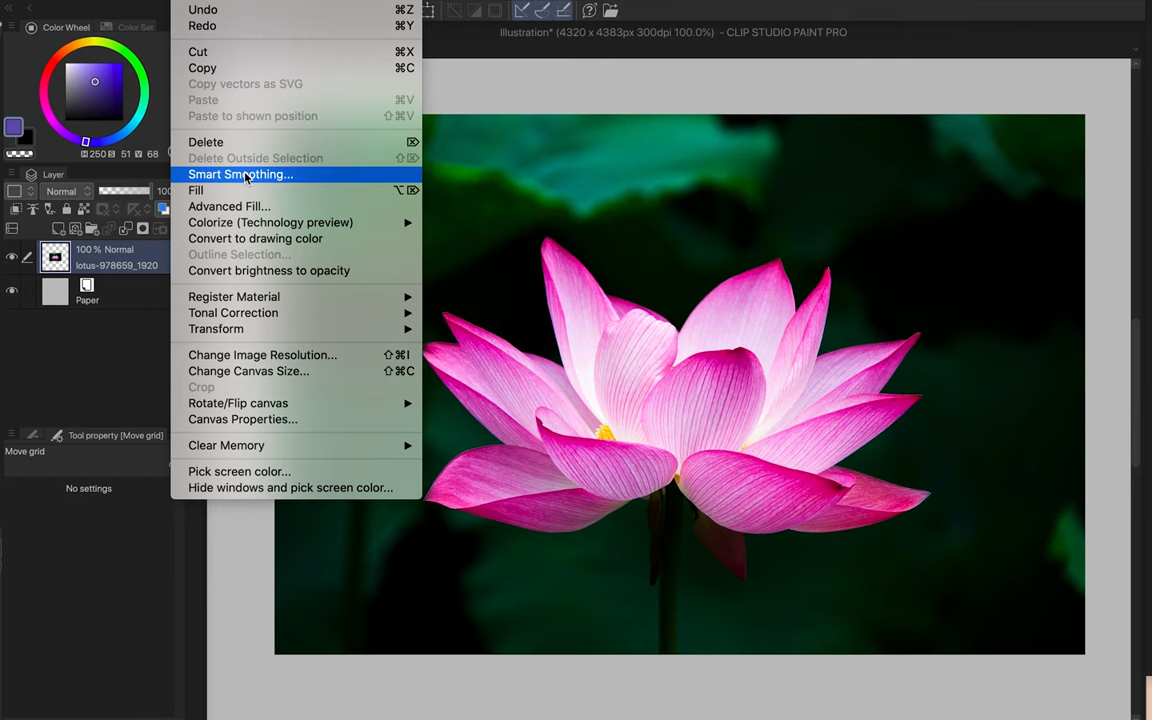 Color Wheel
Color Set
H 250 S 51 V 68
Layer
Normal
100
100 % Normal
lotus-978659_1920
Paper
Tool property [Move grid]
Move grid
No settings
Undo ⌘Z
Redo ⌘Y
Cut ⌘X
Copy ⌘C
Copy vectors as SVG
Paste ⌘V
Paste to shown position ⇧⌘V
Delete ⌦
Delete Outside Selection ⇧⌦
Smart Smoothing...
Fill ⌥⌦
Advanced Fill...
Colorize (Technology preview)
Convert to drawing color
Outline Selection...
Convert brightness to opacity
Register Material
Tonal Correction
Transform
Change Image Resolution... ⇧⌘I
Change Canvas Size... ⇧⌘C
Crop
Rotate/Flip canvas
Canvas Properties...
Clear Memory
Pick screen color...
Hide windows and pick screen color...
Illustration* (4320 x 4383px 300dpi 100.0%) - CLIP STUDIO PAINT PRO